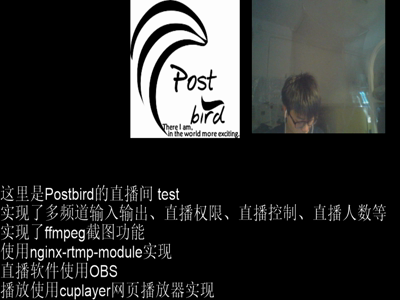 Post
bird
There I am,
in the world more exciting.
这里是Postbird的直播间 test
实现了多频道输入输出、直播权限、直播控制、直播人数等
实现了ffmpeg截图功能
使用nginx-rtmp-module实现
直播软件使用OBS
播放使用cuplayer网页播放器实现